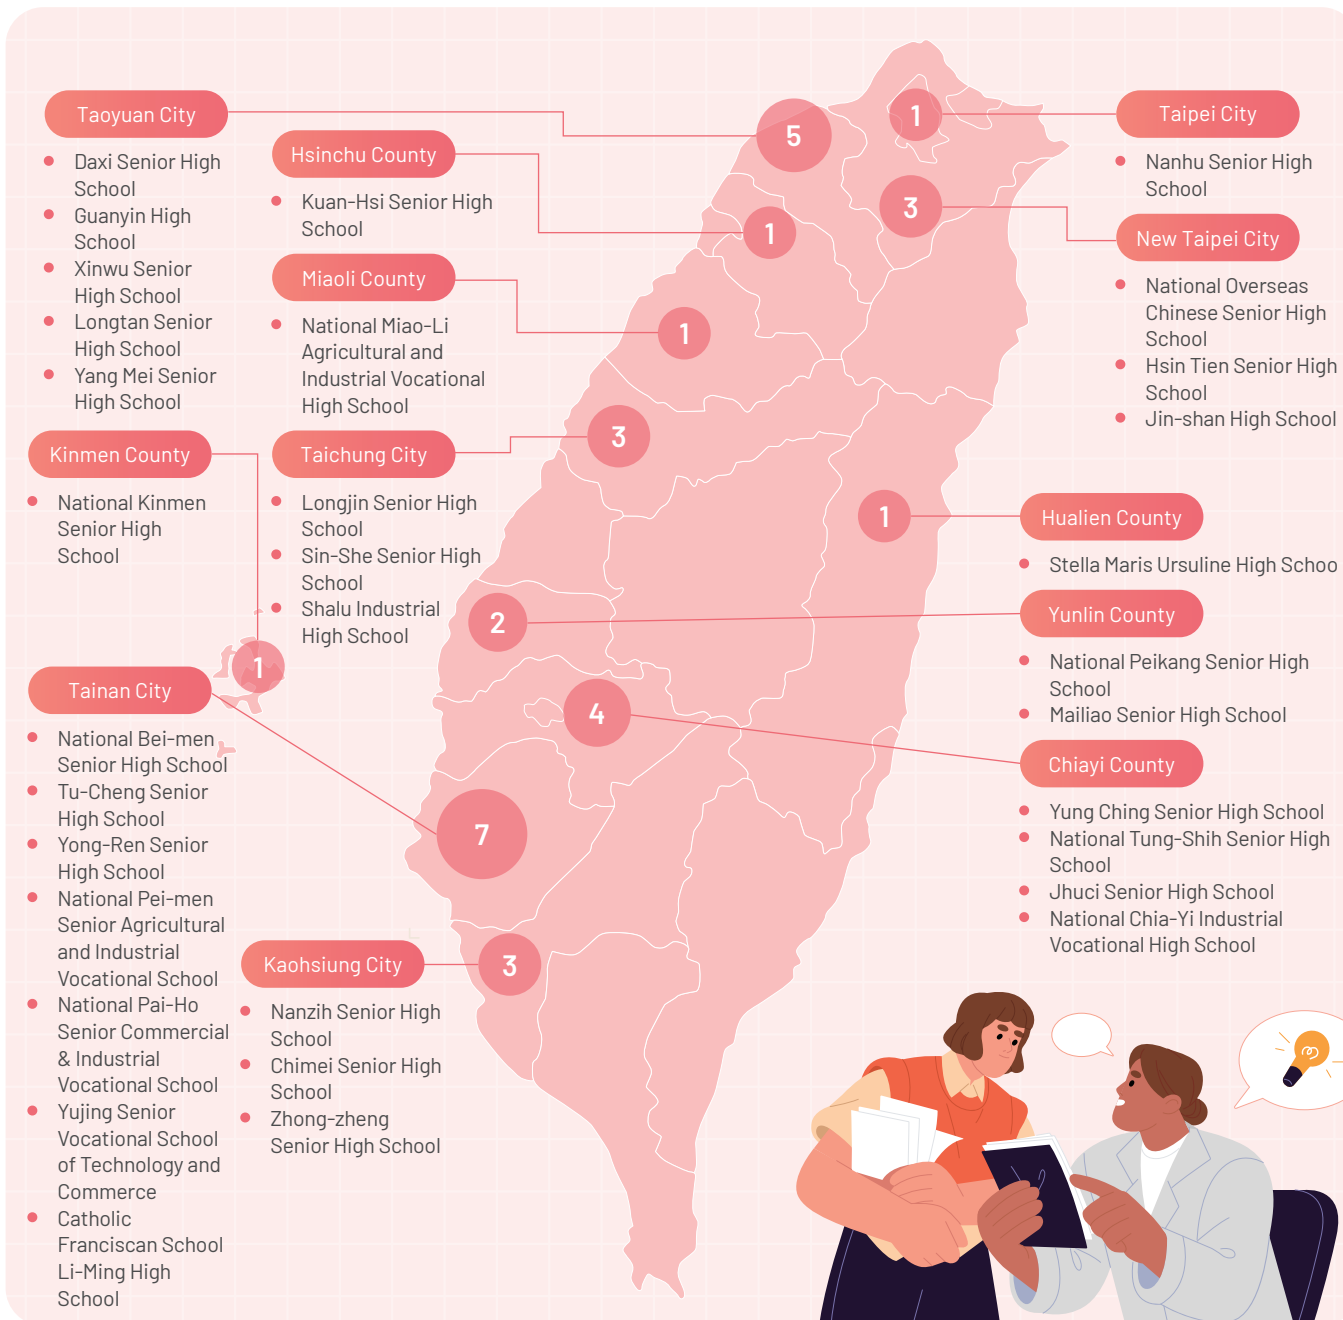 Taoyuan City
5
Daxi Senior High
School
Guanyin High
School
Xinwu Senior
High School
Longtan Senior
High School
Yang Mei Senior
High School
Hsinchu County
1
Kuan-Hsi Senior High
School
Miaoli County
1
National Miao-Li
Agricultural and
Industrial Vocational
High School
Taipei City
1
Nanhu Senior High
School
New Taipei City
3
National Overseas
Chinese Senior High
School
Hsin Tien Senior High
School
Jin-shan High School
Kinmen County
1
National Kinmen
Senior High
School
Taichung City
3
Longjin Senior High
School
Sin-She Senior High
School
Shalu Industrial
High School
Hualien County
1
Stella Maris Ursuline High Schoo
Yunlin County
2
National Peikang Senior High
School
Mailiao Senior High School
Chiayi County
4
Yung Ching Senior High School
National Tung-Shih Senior High
School
Jhuci Senior High School
National Chia-Yi Industrial
Vocational High School
Tainan City
7
National Bei-men
Senior High School
Tu-Cheng Senior
High School
Yong-Ren Senior
High School
National Pei-men
Senior Agricultural
and Industrial
Vocational School
National Pai-Ho
Senior Commercial
& Industrial
Vocational School
Yujing Senior
Vocational School
of Technology and
Commerce
Catholic
Franciscan School
Li-Ming High
School
Kaohsiung City
3
Nanzih Senior High
School
Chimei Senior High
School
Zhong-zheng
Senior High School